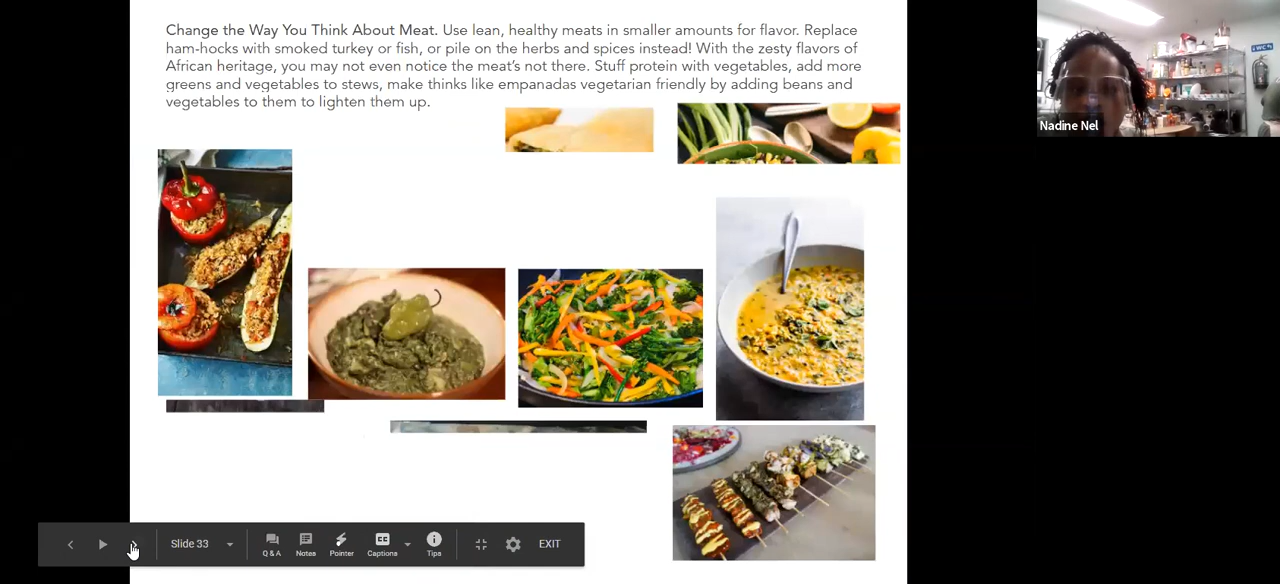 Change the Way You Think About Meat. Use lean, healthy meats in smaller amounts for flavor. Replace
ham-hocks with smoked turkey or fish, or pile on the herbs and spices instead! With the zesty flavors of
African heritage, you may not even notice the meat's not there. Stuff protein with vegetables, add more
greens and vegetables to stews, make thinks like empanadas vegetarian friendly by adding beans and
vegetables to them to lighten them up.
WC
Nadine Nel
Slide 33
Q & A
Notes
Pointer
Captions
Tips
EXIT